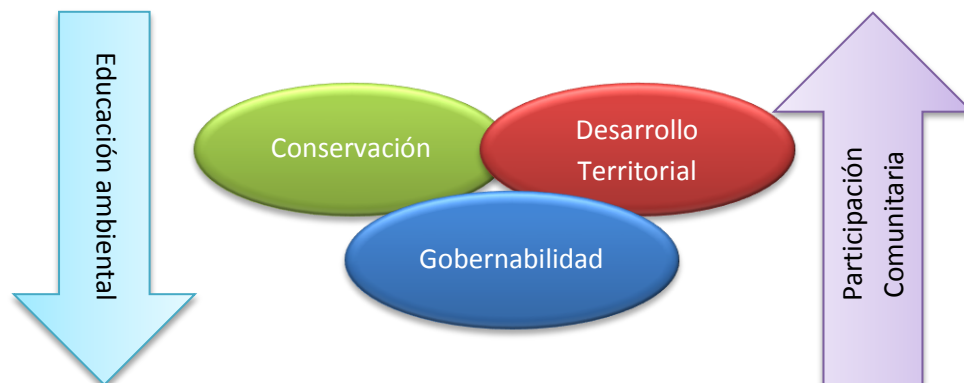 Educación ambiental
Conservación
Desarrollo
Territorial
Gobernabilidad
Participación
Comunitaria